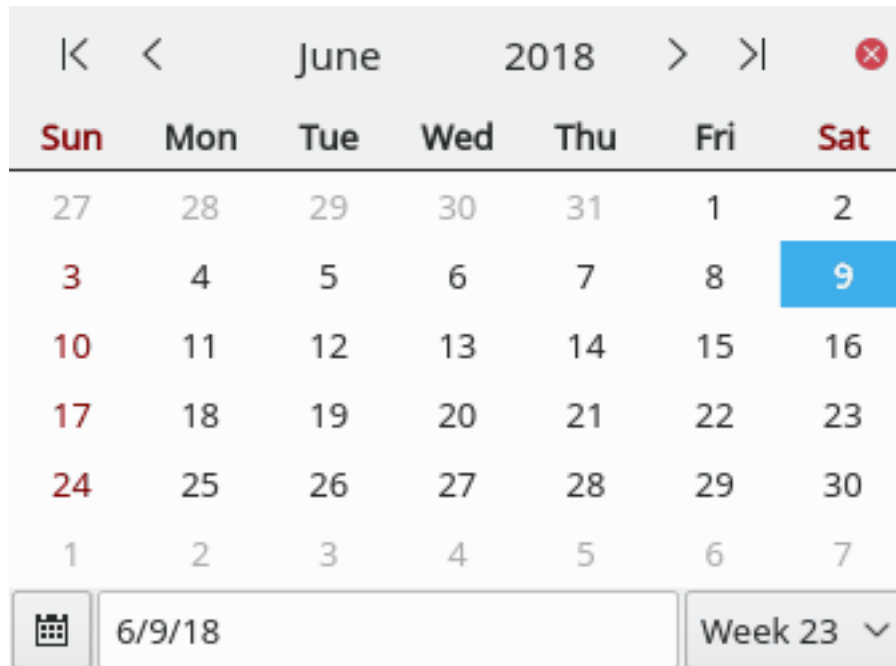 June 2018
Sun Mon Tue Wed Thu Fri Sat
27 28 29 30 31 1 2
3 4 5 6 7 8 9
10 11 12 13 14 15 16
17 18 19 20 21 22 23
24 25 26 27 28 29 30
1 2 3 4 5 6 7
6/9/18 Week 23